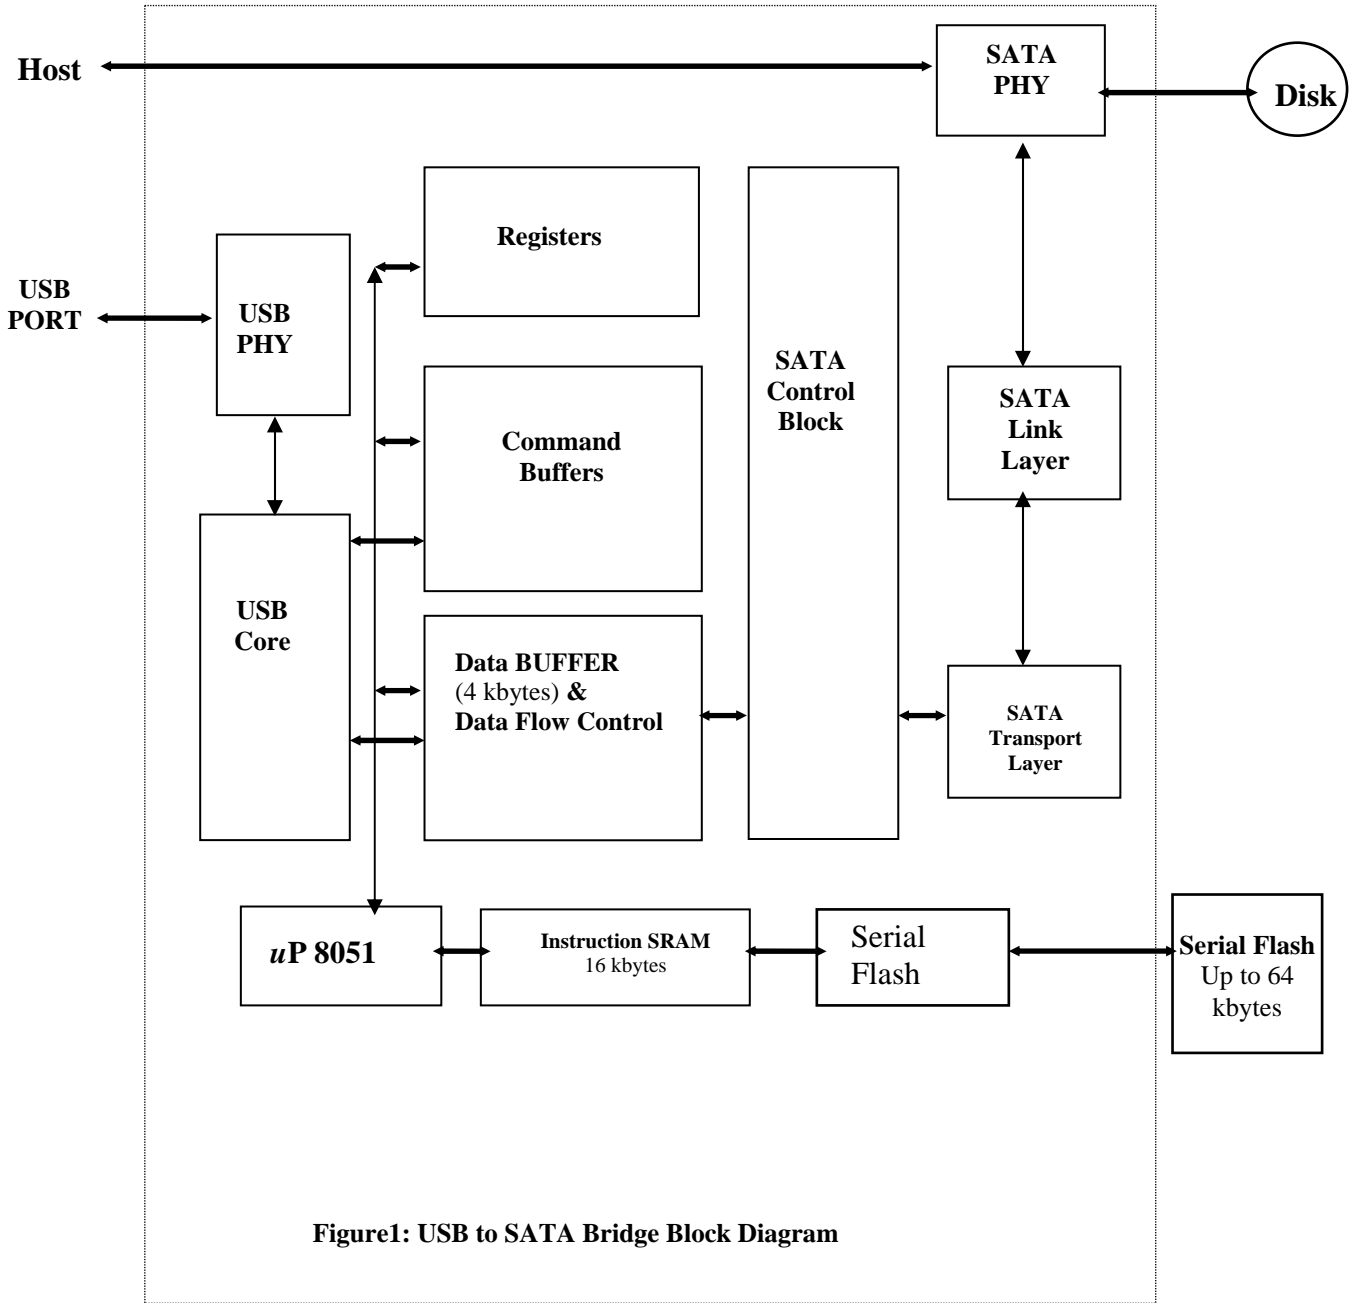 Host
SATA
PHY
Disk
Registers
USB
PORT
USB
PHY
SATA
Control
Block
SATA
Link
Layer
Command
Buffers
USB
Core
Data BUFFER
(4 kbytes) &
Data Flow Control
SATA
Transport
Layer
uP 8051
Instruction SRAM
16 kbytes
Serial
Flash
Serial Flash
Up to 64
kbytes
Figure1: USB to SATA Bridge Block Diagram